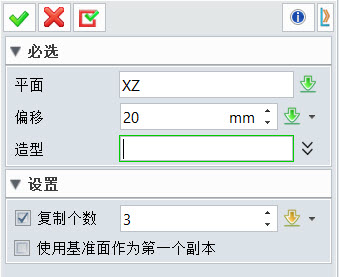 必选
平面 XZ
偏移 20 mm
造型
设置
复制个数 3
使用基准面作为第一个副本